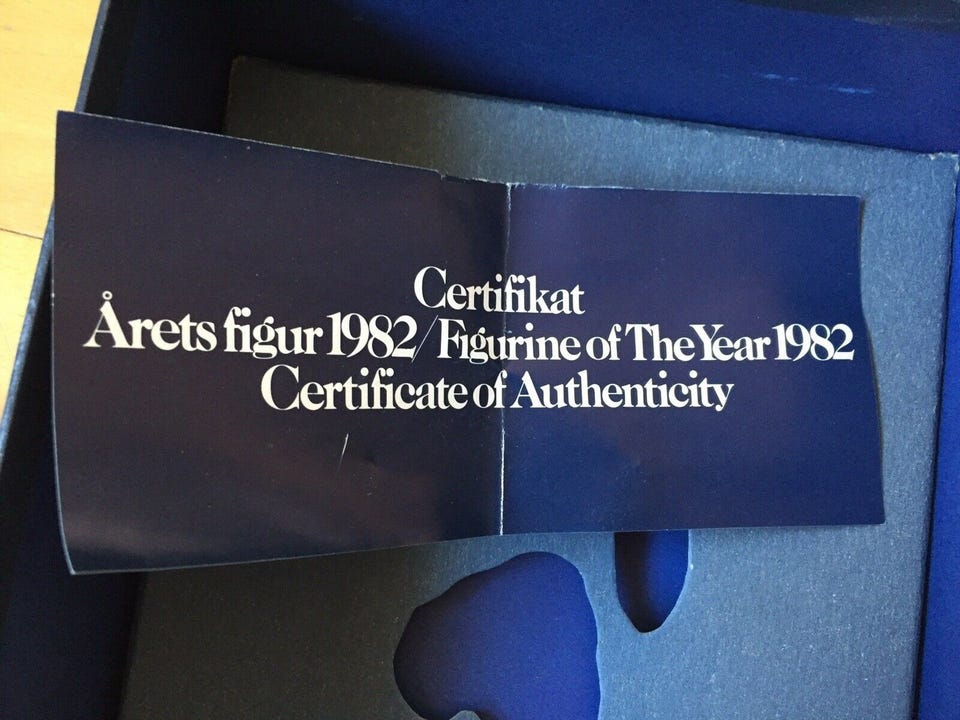 Certifikat
Årets figur 1982/Figurine of The Year 1982
Certificate of Authenticity